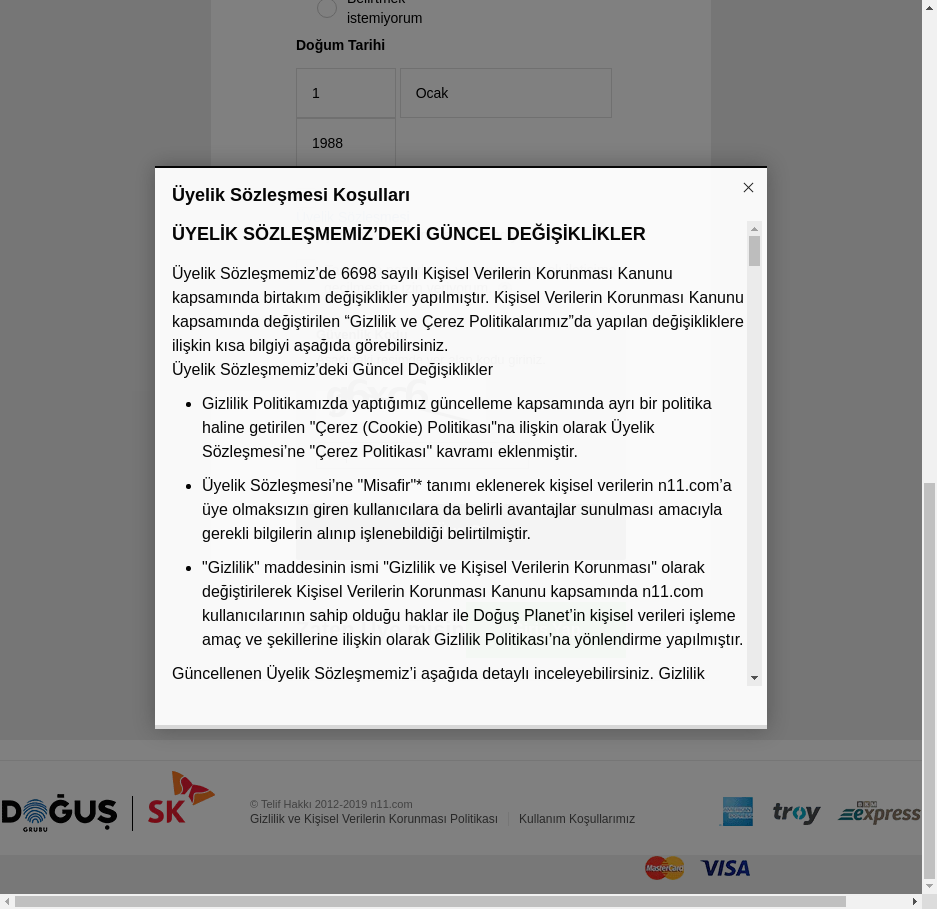 istemiyorum
Doğum Tarihi
1
Ocak
1988
Üyelik Sözleşmesi Koşulları
ÜYELİK SÖZLEŞMEMİZ’DEKİ GÜNCEL DEĞİŞİKLİKLER
Üyelik Sözleşmemiz’de 6698 sayılı Kişisel Verilerin Korunması Kanunu
kapsamında birtakım değişiklikler yapılmıştır. Kişisel Verilerin Korunması Kanunu
kapsamında değiştirilen “Gizlilik ve Çerez Politikalarımız”da yapılan değişikliklere
ilişkin kısa bilgiyi aşağıda görebilirsiniz.
Üyelik Sözleşmemiz’deki Güncel Değişiklikler
Gizlilik Politikamızda yaptığımız güncelleme kapsamında ayrı bir politika
haline getirilen "Çerez (Cookie) Politikası"na ilişkin olarak Üyelik
Sözleşmesi’ne "Çerez Politikası" kavramı eklenmiştir.
Üyelik Sözleşmesi’ne "Misafir"* tanımı eklenerek kişisel verilerin n11.com’a
üye olmaksızın giren kullanıcılara da belirli avantajlar sunulması amacıyla
gerekli bilgilerin alınıp işlenebildiği belirtilmiştir.
"Gizlilik" maddesinin ismi "Gizlilik ve Kişisel Verilerin Korunması" olarak
değiştirilerek Kişisel Verilerin Korunması Kanunu kapsamında n11.com
kullanıcılarının sahip olduğu haklar ile Doğuş Planet’in kişisel verileri işleme
amaç ve şekillerine ilişkin olarak Gizlilik Politikası’na yönlendirme yapılmıştır.
Güncellenen Üyelik Sözleşmemiz’i aşağıda detaylı inceleyebilirsiniz. Gizlilik
DOĞUŞ
GRUBU
SK
© Telif Hakkı 2012-2019 n11.com
Gizlilik ve Kişisel Verilerin Korunması Politikası
Kullanım Koşullarımız
troy
BKM
express
MasterCard
VISA